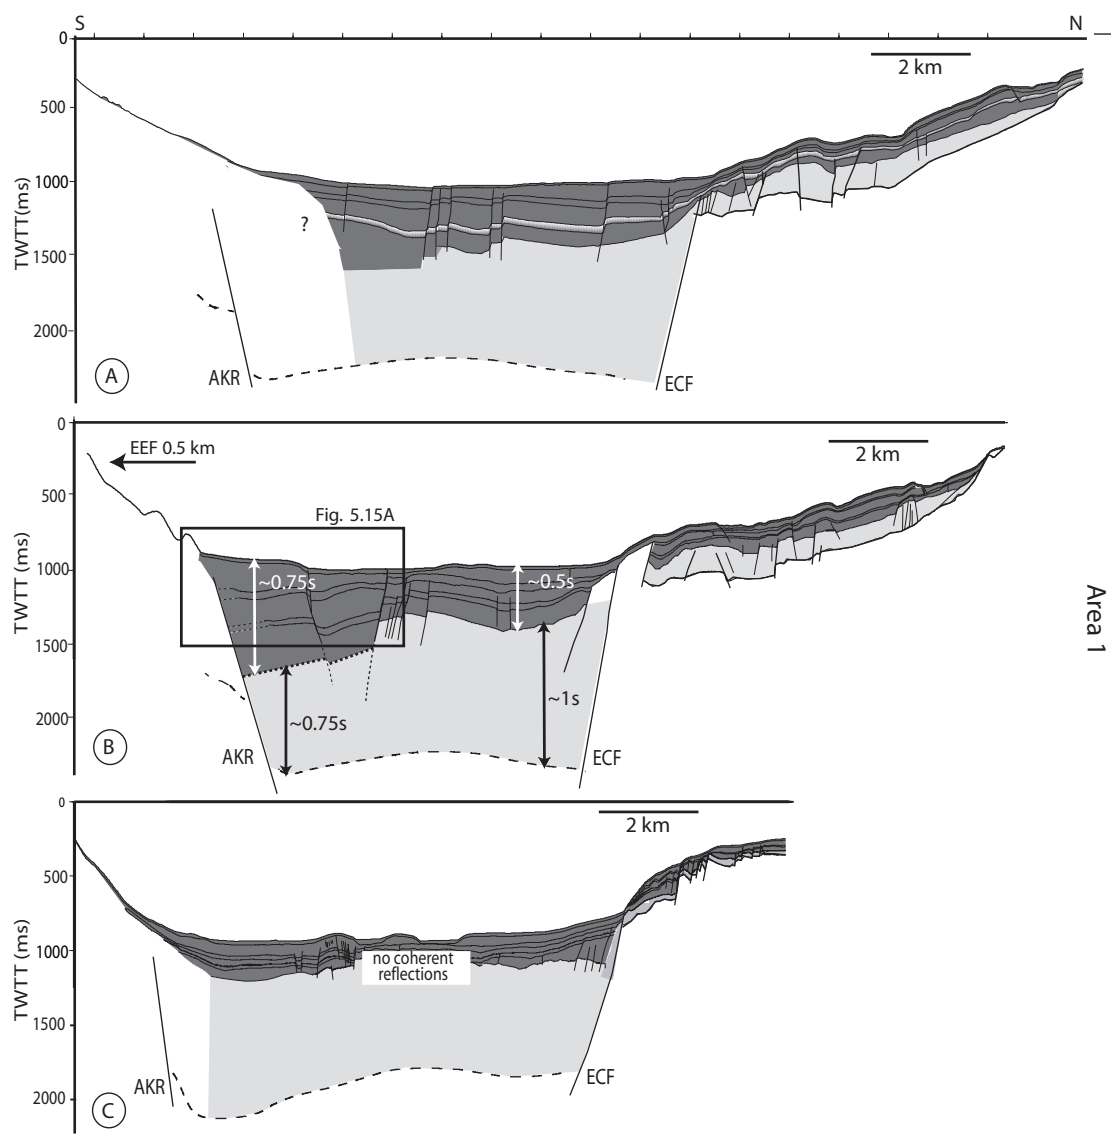 S
N
0
500
1000
1500
2000
TWTT(ms)
2 km
?
AKR
ECF
A
0
500
1000
1500
2000
TWTT (ms)
EEF 0.5 km
2 km
Fig. 5.15A
~0.75s
~0.5s
~0.75s
~1s
AKR
ECF
B
Area 1
0
500
1000
1500
2000
TWTT (ms)
2 km
no coherent
reflections
AKR
ECF
C